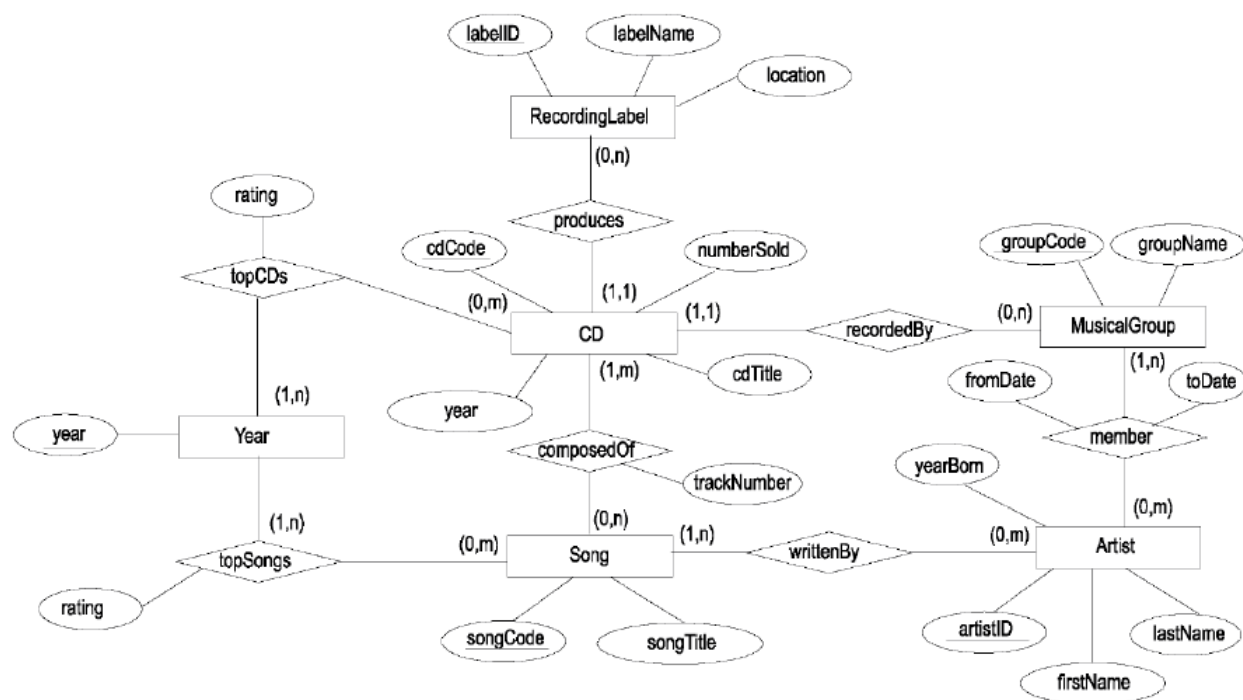 labelID
labelName
location
RecordingLabel
(0,n)
rating
produces
cdCode
numberSold
groupCode
groupName
topCDs
(0,m)
(1,1)
(1,1)
(0,n)
CD
recordedBy
MusicalGroup
(1,m)
(1,n)
cdTitle
fromDate
toDate
(1,n)
year
year
Year
composedOf
member
trackNumber
yearBorn
(1,n)
(0,n)
(0,m)
(0,m)
(1,n)
(0,m)
topSongs
Song
writtenBy
Artist
rating
songCode
songTitle
artistID
lastName
firstName